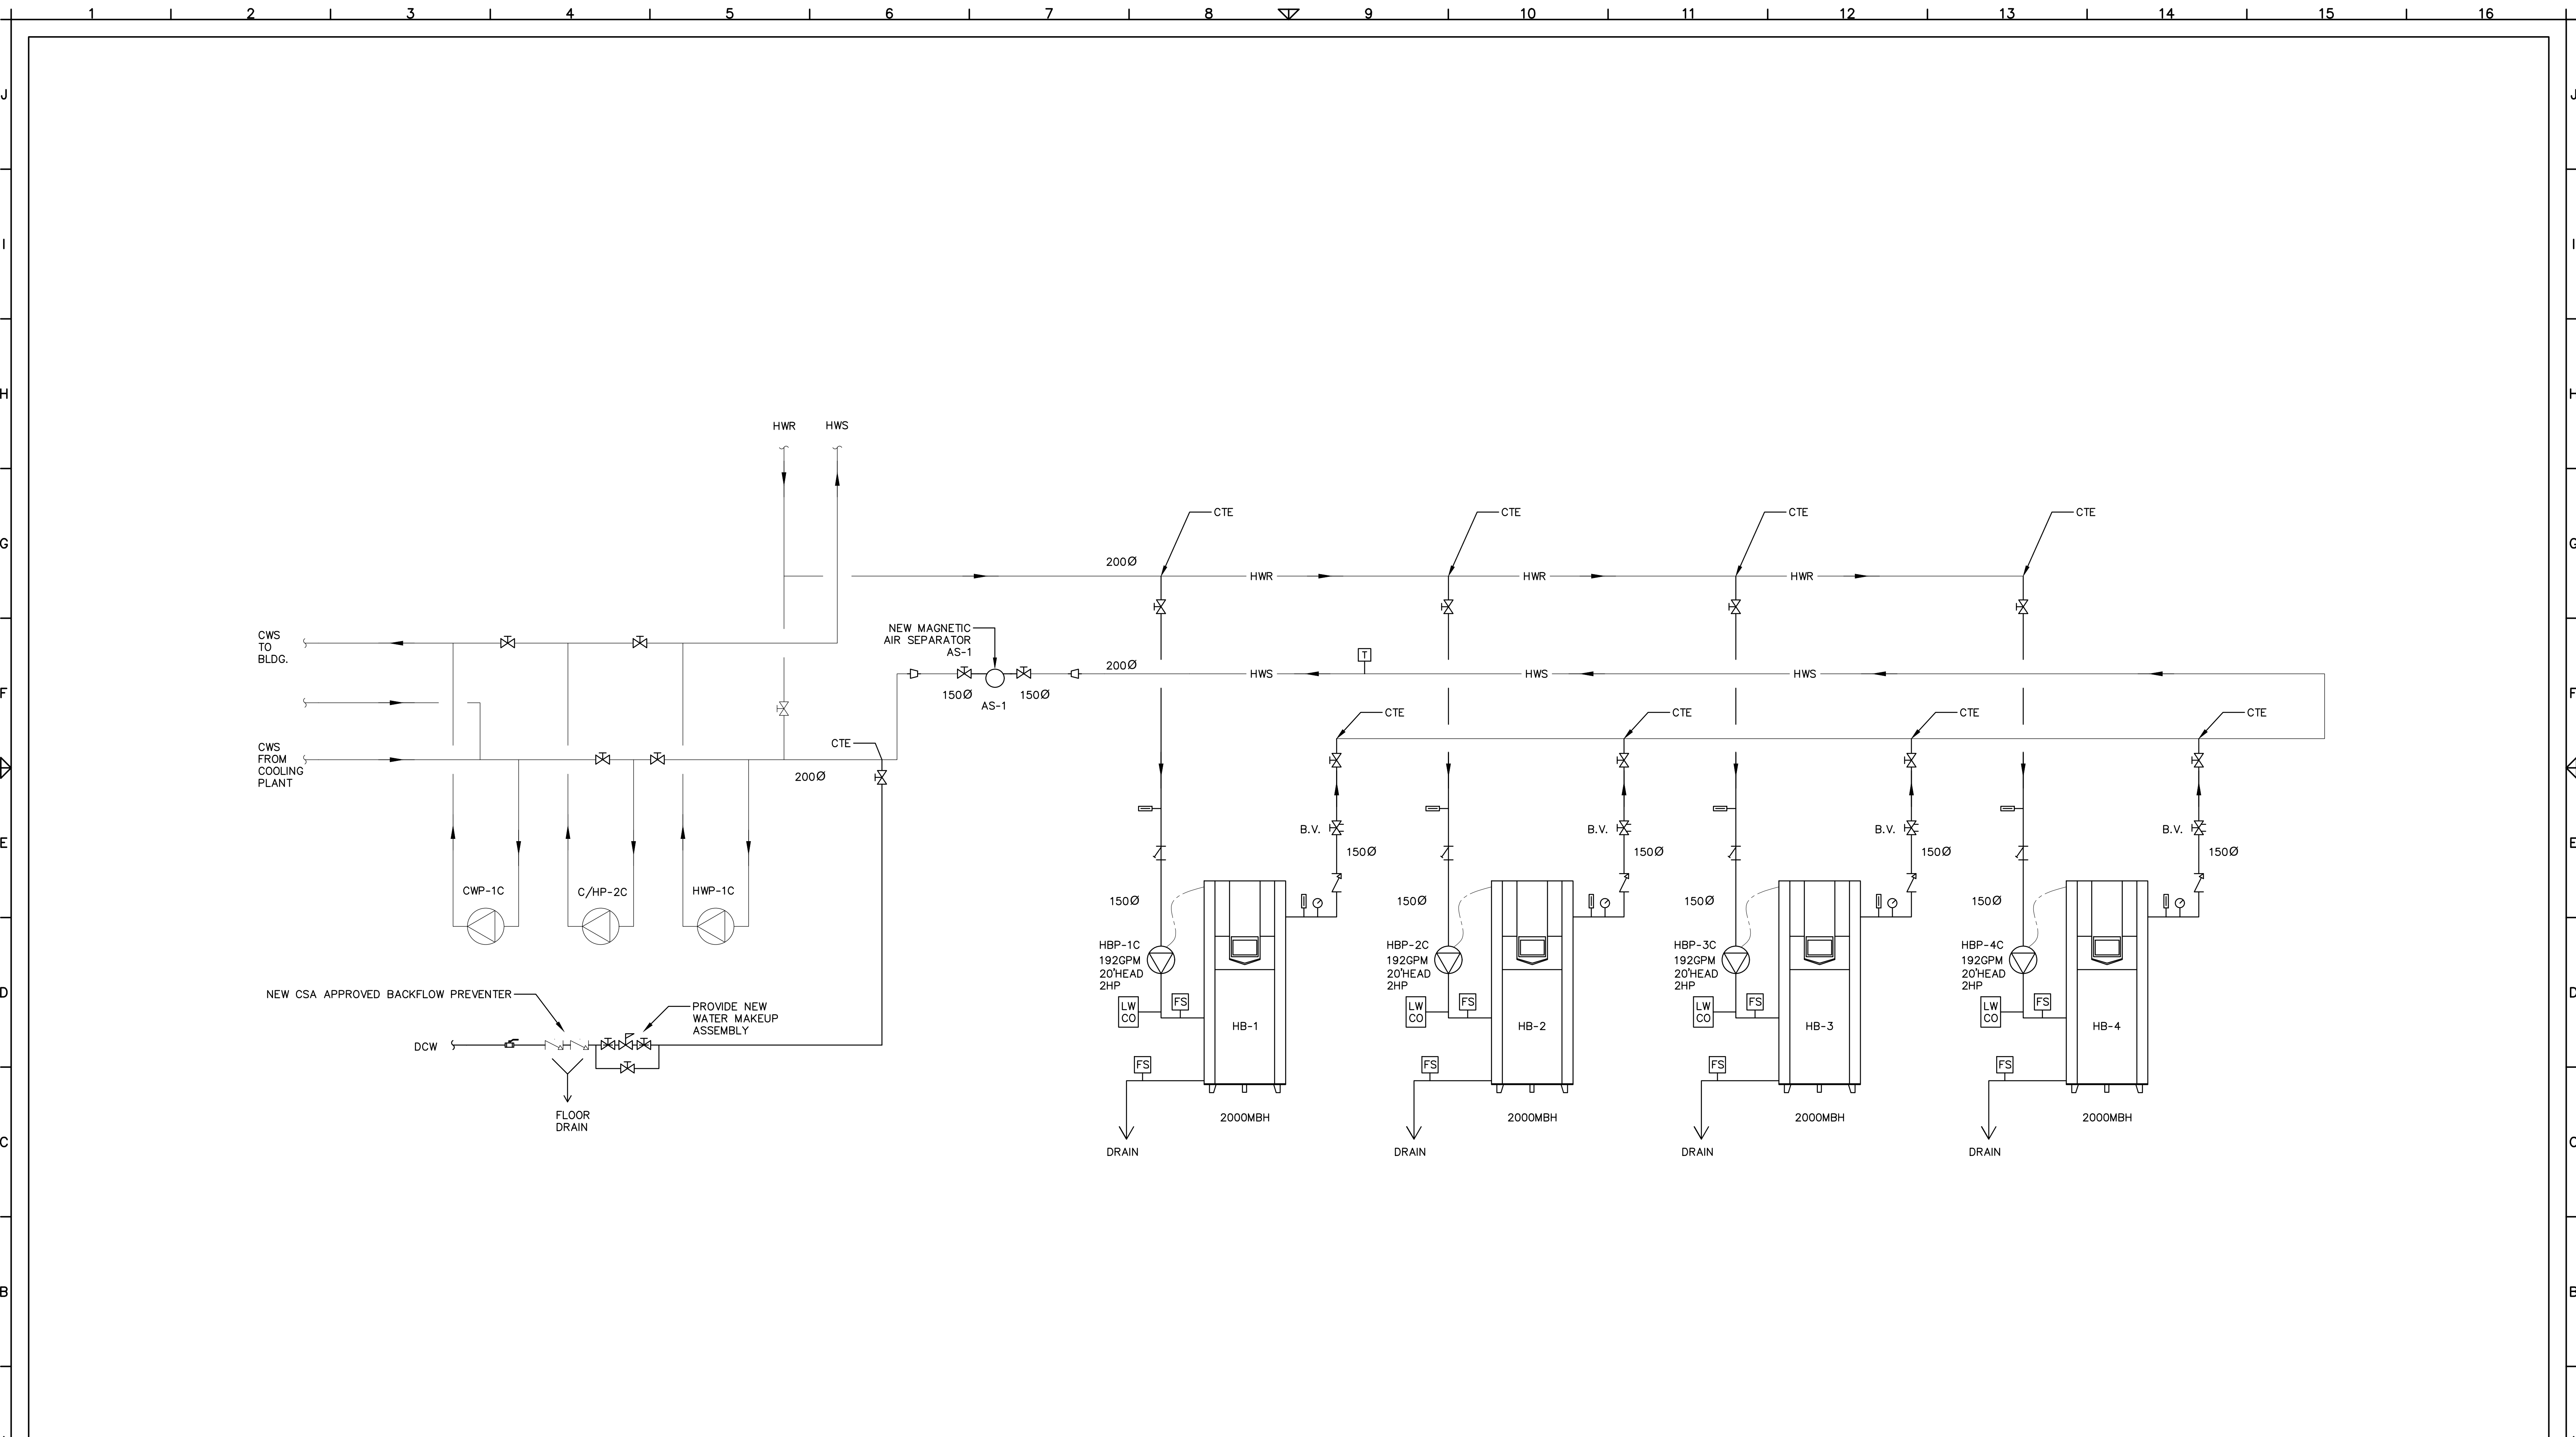 1 2 3 4 5 6 7 8 9 10 11 12 13 14 15 16
J J
I I
H H
HWR HWS
G G
CTE CTE CTE CTE
200Ø
HWR HWR HWR
CWS
TO
BLDG.
NEW MAGNETIC
AIR SEPARATOR
AS-1
T
200Ø
HWS HWS HWS
F F
150Ø 150Ø
AS-1
CTE CTE CTE CTE
CWS
FROM
COOLING
PLANT
CTE
200Ø
B.V. B.V. B.V. B.V.
E E
150Ø 150Ø 150Ø 150Ø
CWP-1C C/HP-2C HWP-1C
150Ø 150Ø 150Ø 150Ø
HBP-1C
192GPM
20'HEAD
2HP
HBP-2C
192GPM
20'HEAD
2HP
HBP-3C
192GPM
20'HEAD
2HP
HBP-4C
192GPM
20'HEAD
2HP
D D
NEW CSA APPROVED BACKFLOW PREVENTER
PROVIDE NEW
WATER MAKEUP
ASSEMBLY
LW
CO
FS
LW
CO
FS
LW
CO
FS
LW
CO
FS
HB-1 HB-2 HB-3 HB-4
DCW
FS FS FS FS
FLOOR
DRAIN
2000MBH 2000MBH 2000MBH 2000MBH
C C
DRAIN DRAIN DRAIN DRAIN
B B